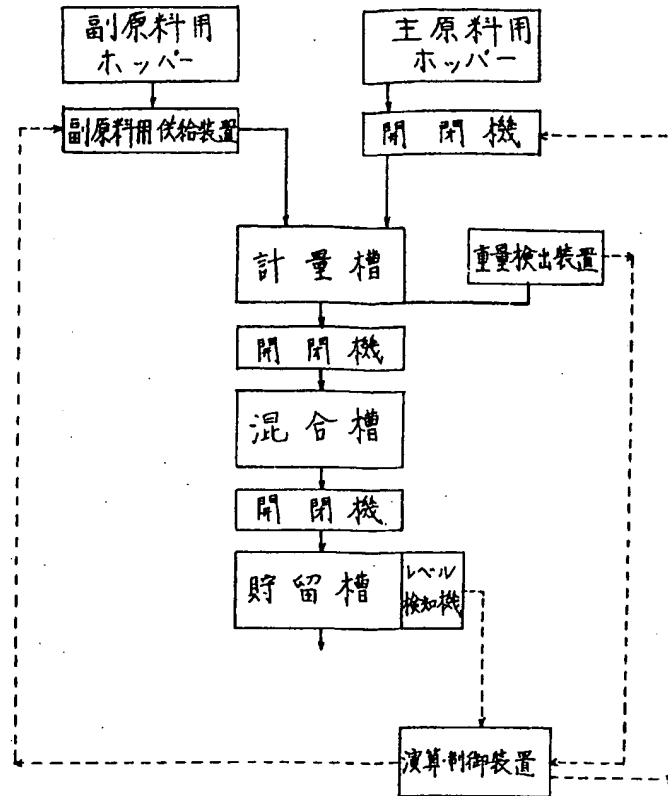 副原料用
ホッパー
主原料用
ホッパー
副原料用供給装置
開閉機
計量槽
重量検出装置
開閉機
混合槽
開閉機
貯留槽
レベル
検知機
演算・制御装置